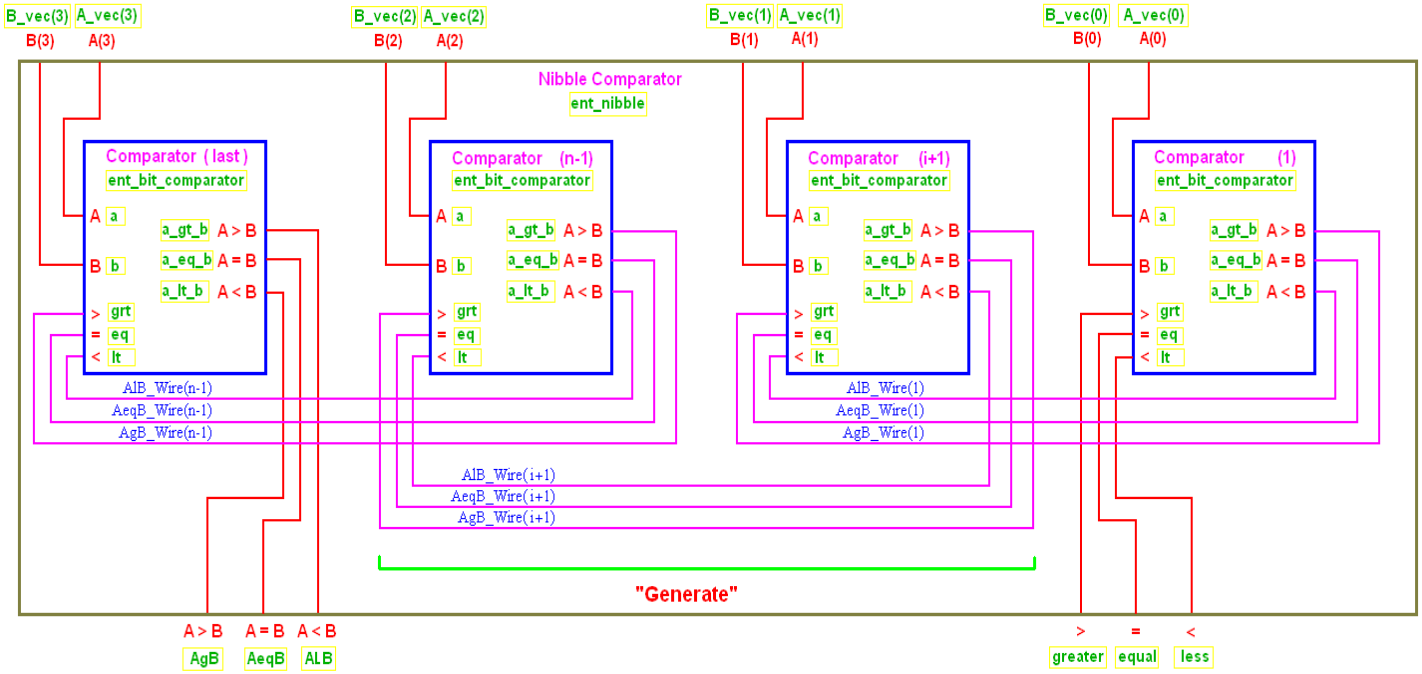 B_vec(3) A_vec(3) B_vec(2) A_vec(2) B_vec(1) A_vec(1) B_vec(0) A_vec(0)
B(3) A(3) B(2) A(2) B(1) A(1) B(0) A(0)
Nibble Comparator
ent_nibble
Comparator ( last )
ent_bit_comparator
A a
a_gt_b A > B
B b
a_eq_b A = B
a_lt_b A < B
> grt
= eq
< lt
Comparator (n-1)
ent_bit_comparator
A a
a_gt_b A > B
B b
a_eq_b A = B
a_lt_b A < B
> grt
= eq
< lt
Comparator (i+1)
ent_bit_comparator
A a
a_gt_b A > B
B b
a_eq_b A = B
a_lt_b A < B
> grt
= eq
< lt
Comparator (1)
ent_bit_comparator
A a
a_gt_b A > B
B b
a_eq_b A = B
a_lt_b A < B
> grt
= eq
< lt
AlB_Wire(n-1)
AeqB_Wire(n-1)
AgB_Wire(n-1)
AlB_Wire(1)
AeqB_Wire(1)
AgB_Wire(1)
AlB_Wire(i+1)
AeqB_Wire(i+1)
AgB_Wire(i+1)
"Generate"
A > B A = B A < B > = <
AgB AeqB ALB greater equal less